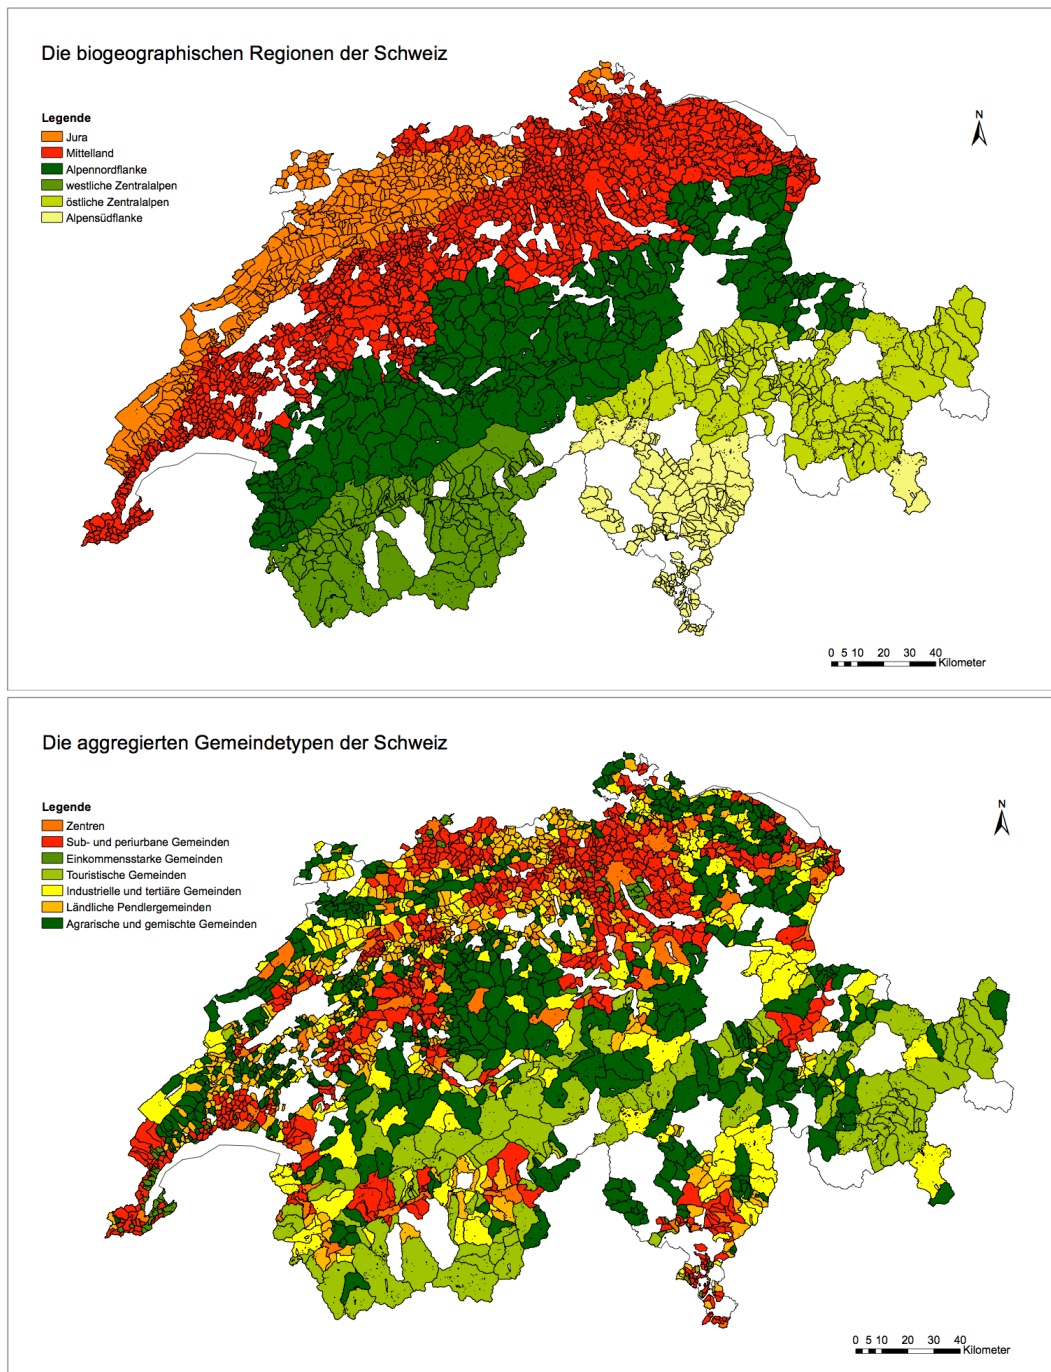 Die biogeographischen Regionen der Schweiz
Legende
Jura
Mittelland
Alpennordflanke
westliche Zentralalpen
östliche Zentralalpen
Alpensüdflanke
N
0 5 10 20 30 40
Kilometer
Die aggregierten Gemeindetypen der Schweiz
Legende
Zentren
Sub- und periurbane Gemeinden
Einkommensstarke Gemeinden
Touristische Gemeinden
Industrielle und tertiäre Gemeinden
Ländliche Pendlergemeinden
Agrarische und gemischte Gemeinden
N
0 5 10 20 30 40
Kilometer